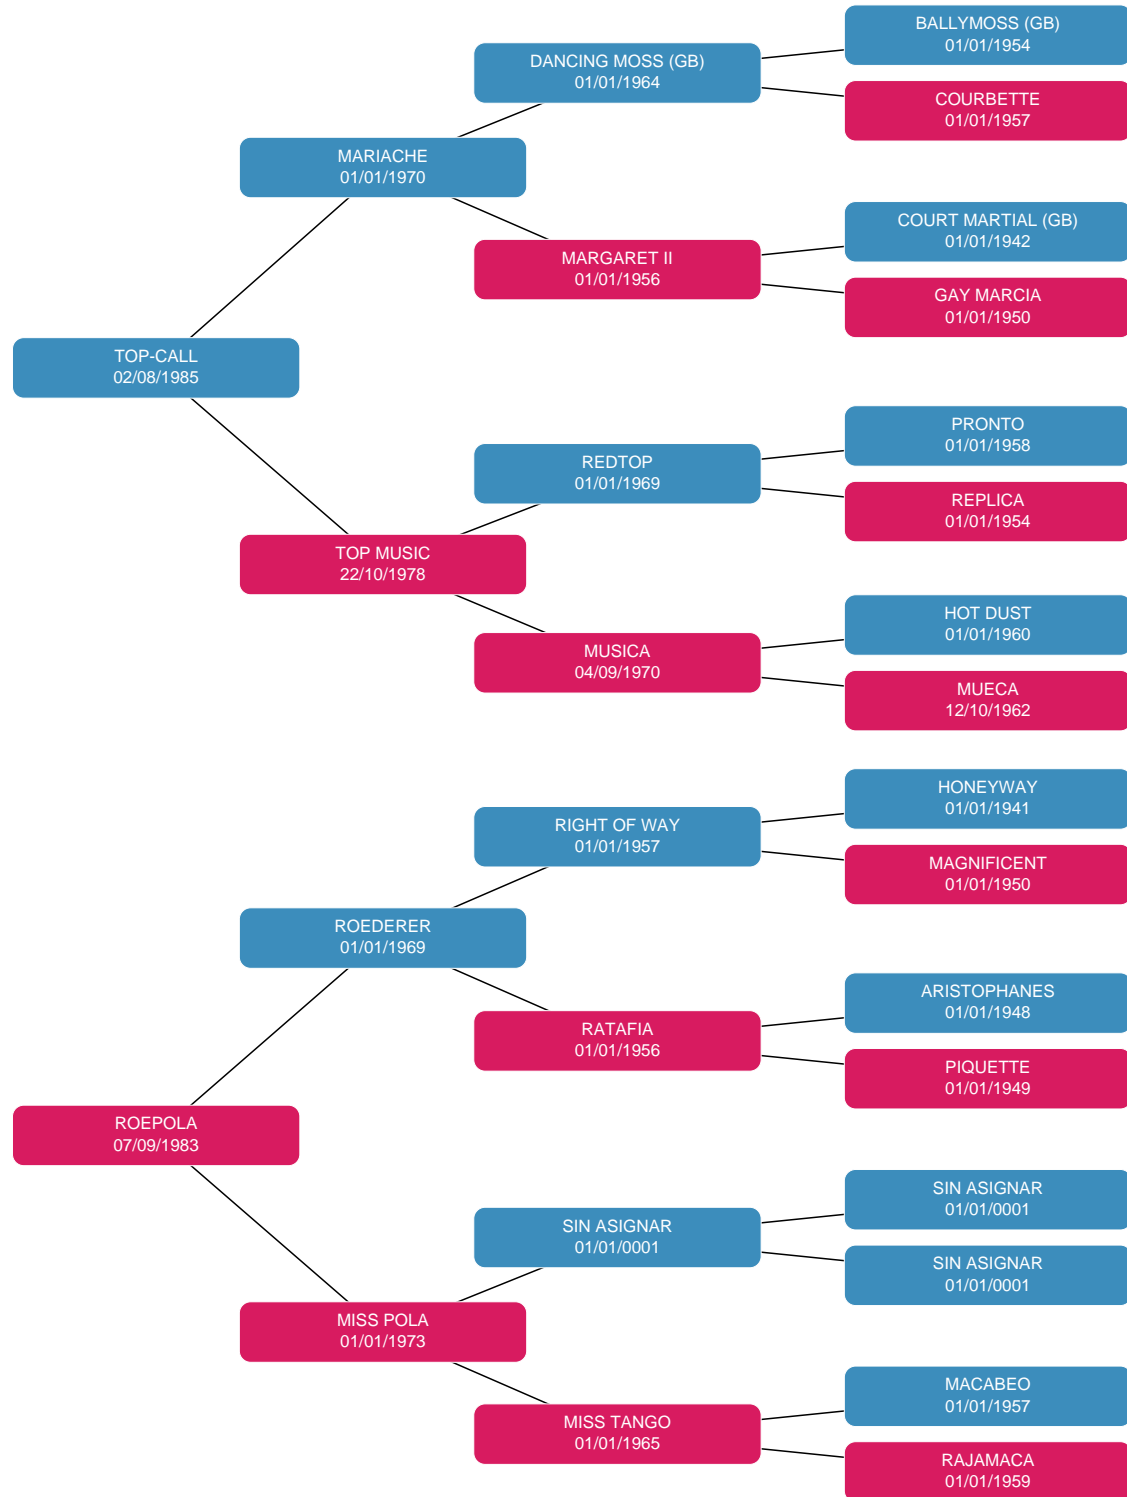 BALLYMOSS (GB)
01/01/1954
DANCING MOSS (GB)
01/01/1964
COURBETTE
01/01/1957
MARIACHE
01/01/1970
COURT MARTIAL (GB)
01/01/1942
MARGARET II
01/01/1956
GAY MARCIA
01/01/1950
TOP-CALL
02/08/1985
PRONTO
01/01/1958
REDTOP
01/01/1969
REPLICA
01/01/1954
TOP MUSIC
22/10/1978
HOT DUST
01/01/1960
MUSICA
04/09/1970
MUECA
12/10/1962
HONEYWAY
01/01/1941
RIGHT OF WAY
01/01/1957
MAGNIFICENT
01/01/1950
ROEDERER
01/01/1969
ARISTOPHANES
01/01/1948
RATAFIA
01/01/1956
PIQUETTE
01/01/1949
ROEPOLA
07/09/1983
SIN ASIGNAR
01/01/0001
SIN ASIGNAR
01/01/0001
SIN ASIGNAR
01/01/0001
MISS POLA
01/01/1973
MACABEO
01/01/1957
MISS TANGO
01/01/1965
RAJAMACA
01/01/1959